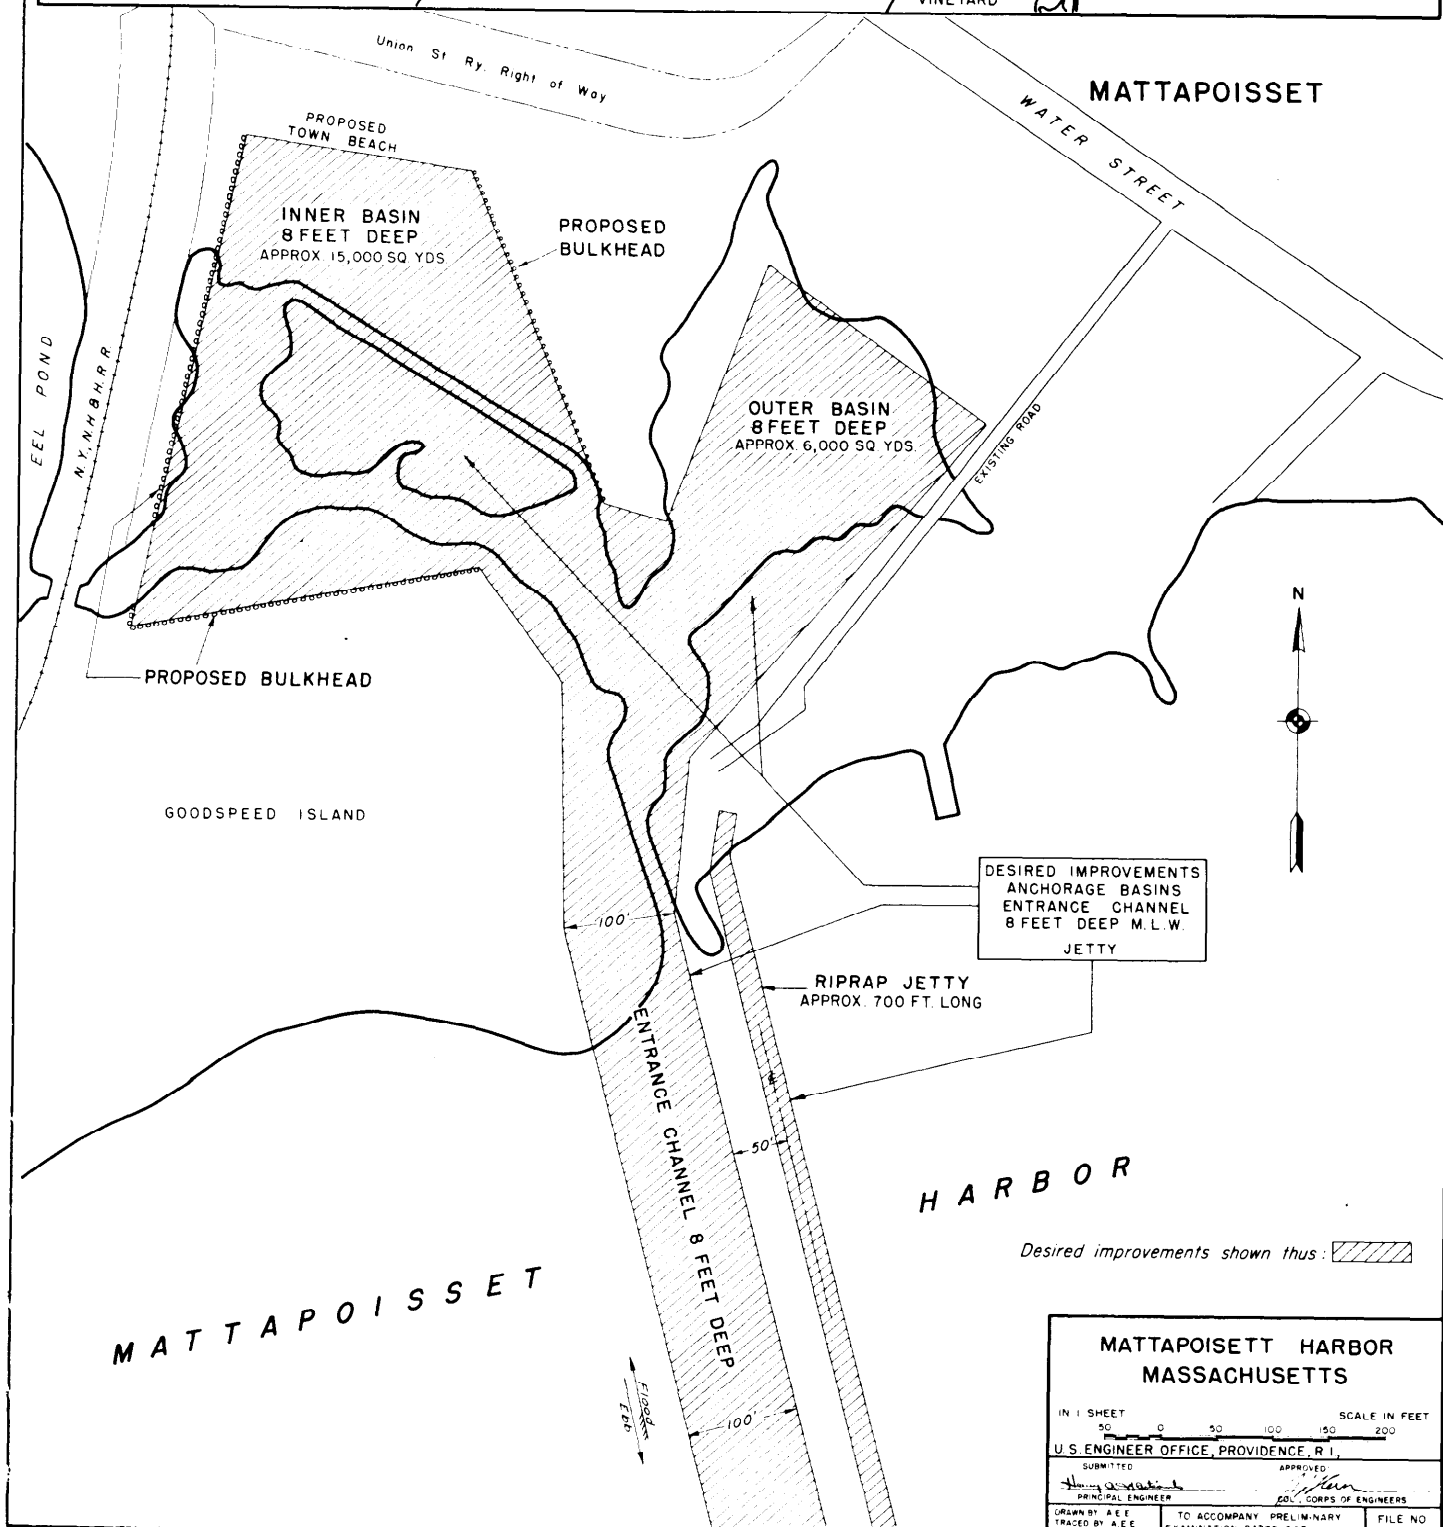 VINEYARD
Union St Ry. Right of Way
MATTAPOISSET
WATER STREET
PROPOSED
TOWN BEACH
INNER BASIN
8 FEET DEEP
APPROX. 15,000 SQ. YDS.
PROPOSED
BULKHEAD
EEL POND
N.Y., N.H & H. R.R.
OUTER BASIN
8 FEET DEEP
APPROX. 6,000 SQ. YDS.
EXISTING ROAD
N
PROPOSED BULKHEAD
GOODSPEED ISLAND
DESIRED IMPROVEMENTS
ANCHORAGE BASINS
ENTRANCE CHANNEL
8 FEET DEEP M.L.W.
JETTY
100'
RIPRAP JETTY
APPROX. 700 FT. LONG
ENTRANCE CHANNEL 8 FEET DEEP
50'
HARBOR
Desired improvements shown thus:
MATTAPOISSET
Flood
Ebb
100'
MATTAPOISETT HARBOR
MASSACHUSETTS
IN 1 SHEET SCALE IN FEET
50 0 50 100 150 200
U.S. ENGINEER OFFICE, PROVIDENCE, R.I.,
SUBMITTED APPROVED:
PRINCIPAL ENGINEER COL., CORPS OF ENGINEERS
DRAWN BY A.E.E. TO ACCOMPANY PRELIMINARY FILE NO
TRACED BY A.E.E.